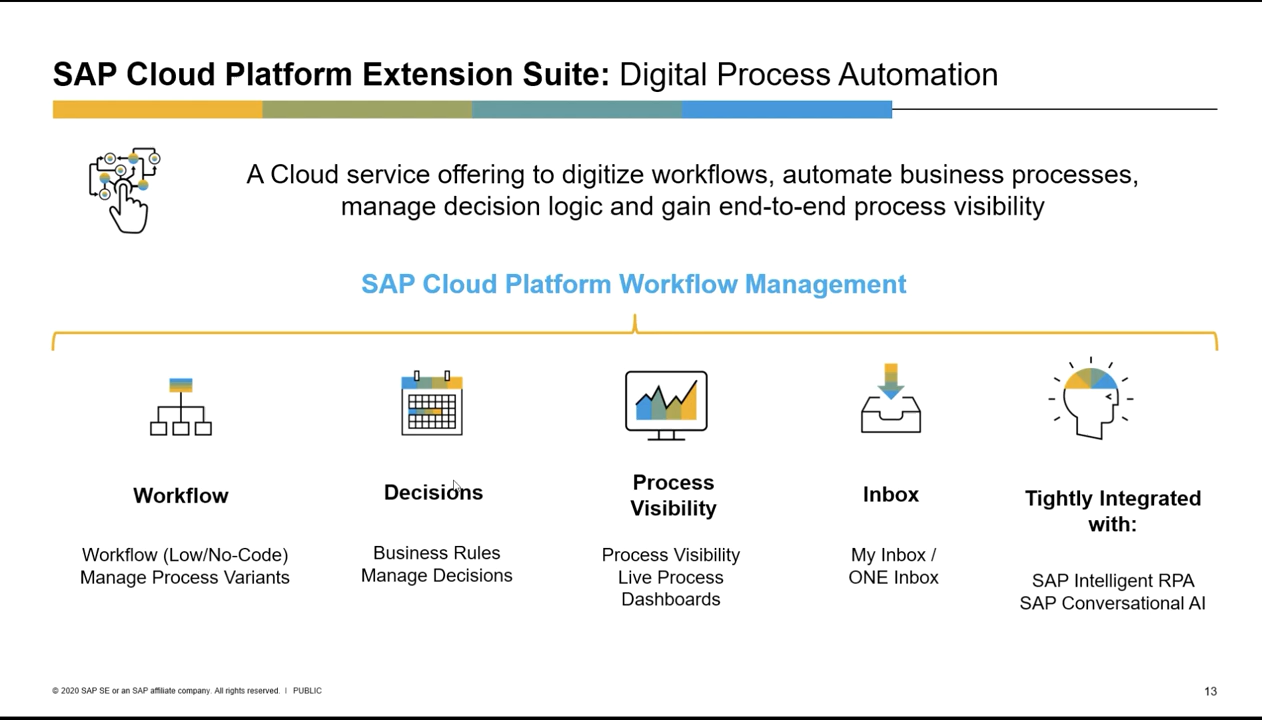 SAP Cloud Platform Extension Suite: Digital Process Automation
A Cloud service offering to digitize workflows, automate business processes,
manage decision logic and gain end-to-end process visibility
SAP Cloud Platform Workflow Management
Workflow
Workflow (Low/No-Code)
Manage Process Variants
Decisions
Business Rules
Manage Decisions
Process
Visibility
Process Visibility
Live Process
Dashboards
Inbox
My Inbox /
ONE Inbox
Tightly Integrated
with:
SAP Intelligent RPA
SAP Conversational AI
© 2020 SAP SE or an SAP affiliate company. All rights reserved. | PUBLIC
13